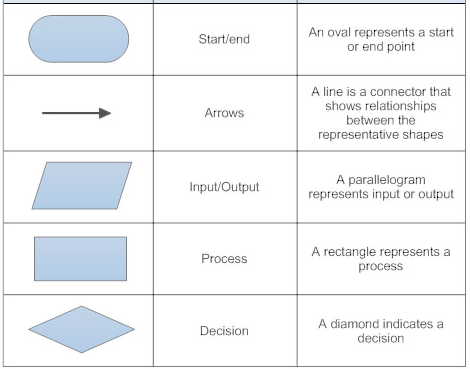 Start/end
An oval represents a start
or end point
Arrows
A line is a connector that
shows relationships
between the
representative shapes
Input/Output
A parallelogram
represents input or output
Process
A rectangle represents a
process
Decision
A diamond indicates a
decision